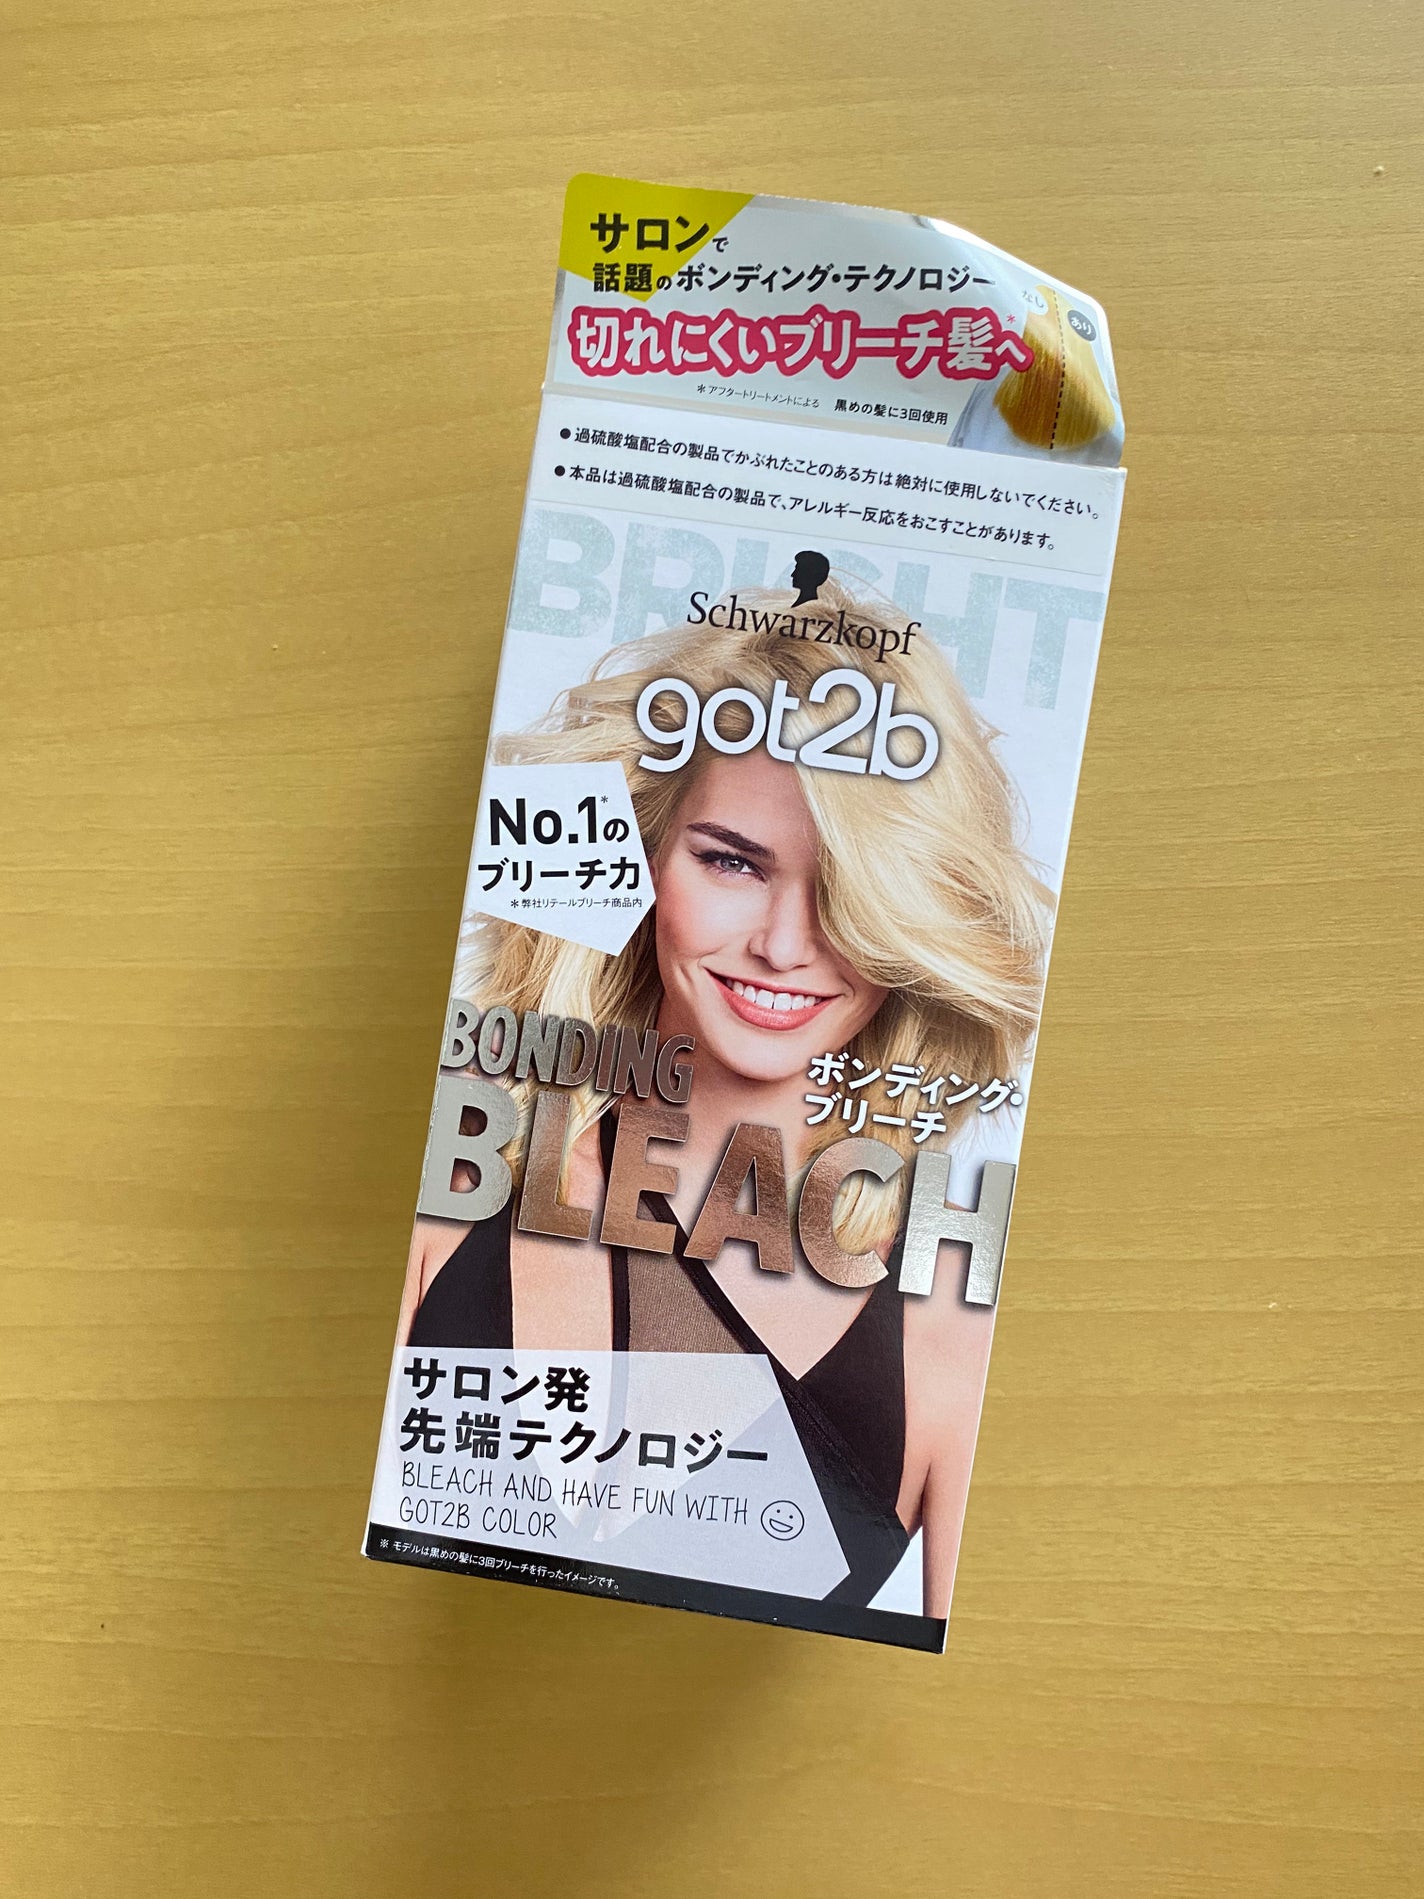 サロンで
話題のボンディング・テクノロジー
切れにくいブリーチ髪へ*
なし
あり
*アフタートリートメントによる 黒めの髪に3回使用
●過硫酸塩配合の製品でかぶれたことのある方は絶対に使用しないでください。
●本品は過硫酸塩配合の製品で、アレルギー反応をおこすことがあります。
BRIGHT
Schwarzkopf
got2b
No.1*の
ブリーチ力
*弊社リテールブリーチ商品内
BONDING
BLEACH
ボンディング・
ブリーチ
サロン発
先端テクノロジー
BLEACH AND HAVE FUN WITH
GOT2B COLOR
※ モデルは黒めの髪に3回ブリーチを行ったイメージです。